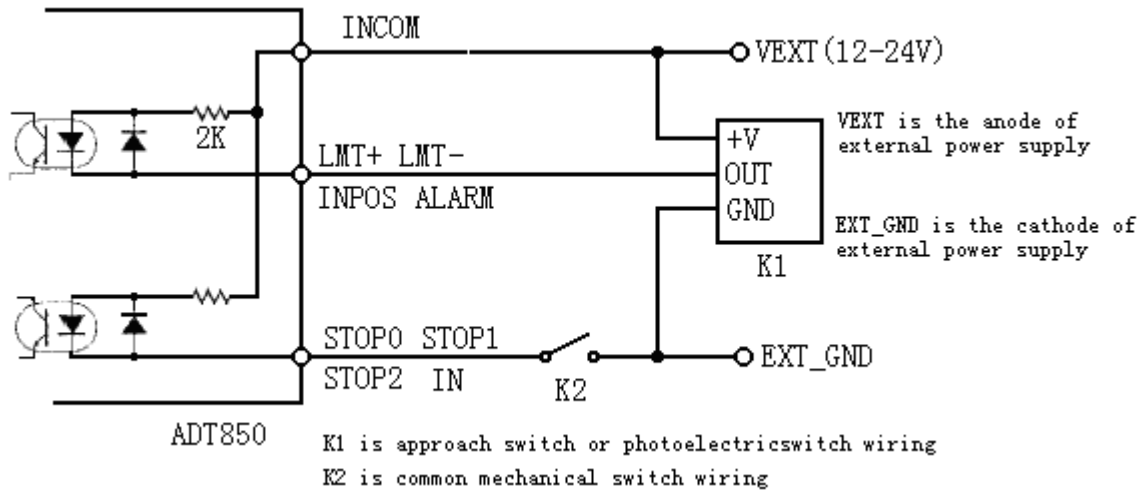 INCOM
VEXT(12-24V)
VEXT is the anode of
external power supply
2K
+V
LMT+ LMT-
OUT
INPOS ALARM
GND
EXT_GND is the cathode of
external power supply
K1
STOP0 STOP1
EXT_GND
STOP2 IN
K2
ADT850
K1 is approach switch or photoelectricswitch wiring
K2 is common mechanical switch wiring